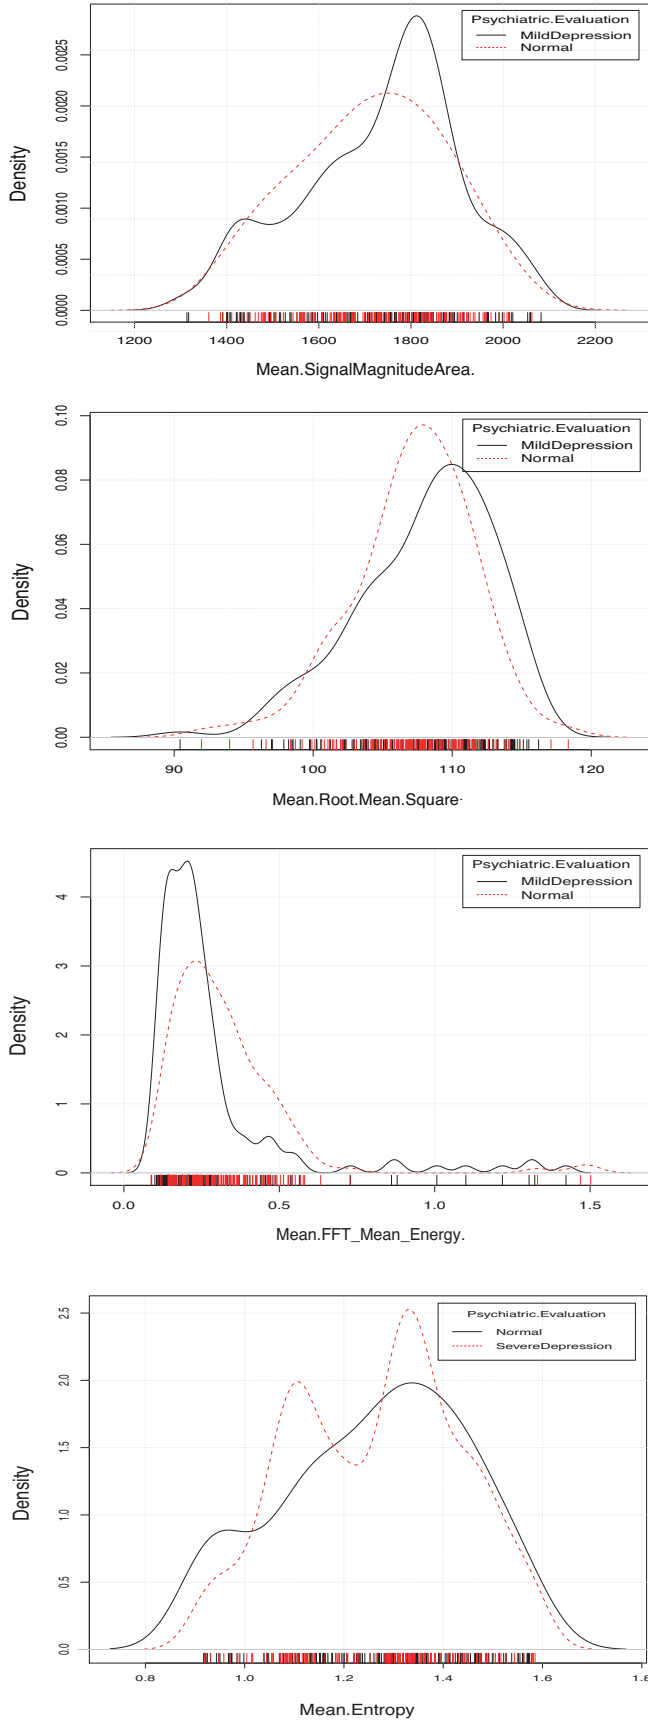 Psychiatric.Evaluation
MildDepression
Normal
Density
0.0000
0.0005
0.0010
0.0015
0.0020
0.0025
1200 1400 1600 1800 2000 2200
Mean.SignalMagnitudeArea.
Psychiatric.Evaluation
MildDepression
Normal
Density
0.00
0.02
0.04
0.06
0.08
0.10
90 100 110 120
Mean.Root.Mean.Square.
Psychiatric.Evaluation
MildDepression
Normal
Density
0
1
2
3
4
0.0 0.5 1.0 1.5
Mean.FFT_Mean_Energy.
Psychiatric.Evaluation
Normal
SevereDepression
Density
0.0
0.5
1.0
1.5
2.0
2.5
0.8 1.0 1.2 1.4 1.6 1.8
Mean.Entropy